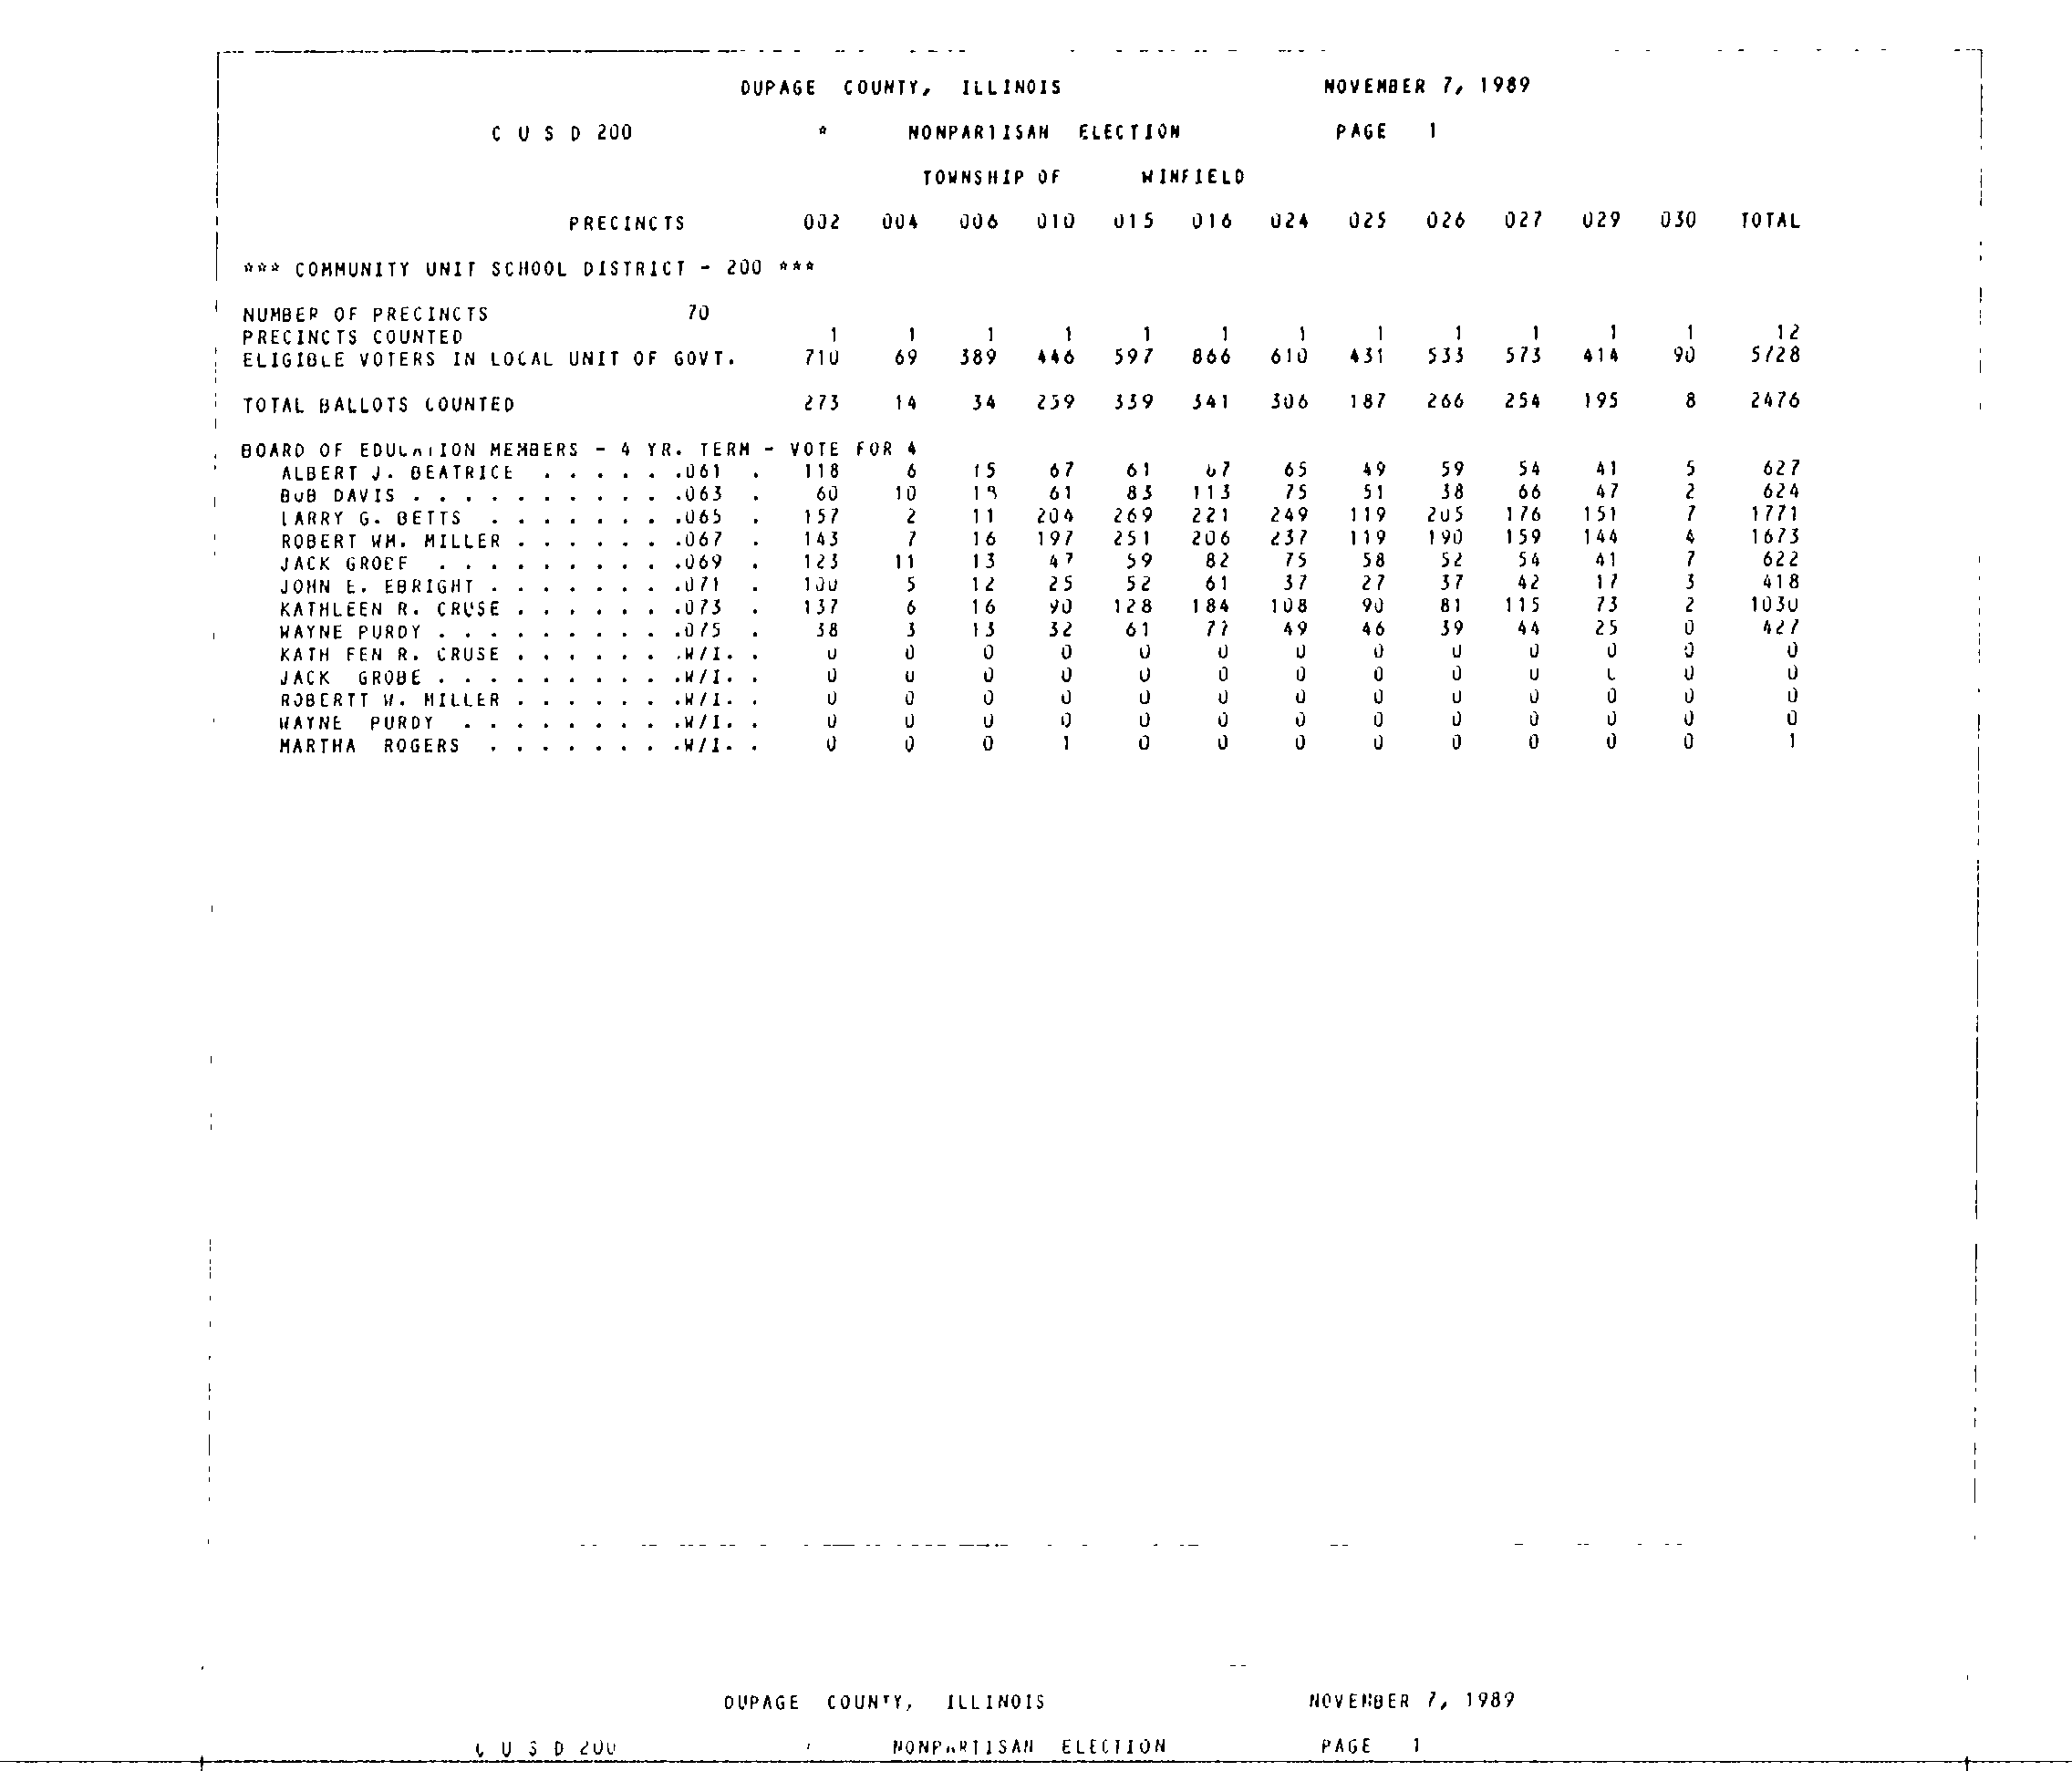 DUPAGE COUNTY, ILLINOIS NOVEMBER 7, 1989
C U S D 200 * NONPARTISAN ELECTION PAGE 1
TOWNSHIP OF WINFIELD
PRECINCTS 002 004 006 010 015 016 024 025 026 027 029 030 TOTAL
*** COMMUNITY UNIT SCHOOL DISTRICT - 200 ***
NUMBER OF PRECINCTS 70
PRECINCTS COUNTED 1 1 1 1 1 1 1 1 1 1 1 1 12
ELIGIBLE VOTERS IN LOCAL UNIT OF GOVT. 710 69 389 446 597 866 610 431 533 573 414 90 5728
TOTAL BALLOTS COUNTED 273 14 34 259 339 341 306 187 266 254 195 8 2476
BOARD OF EDUCATION MEMBERS - 4 YR. TERM - VOTE FOR 4
ALBERT J. BEATRICE . . . . . .061 . 118 6 15 67 61 67 65 49 59 54 41 5 627
BOB DAVIS . . . . . . . . . . .063 . 60 10 18 61 83 113 75 51 38 66 47 2 624
LARRY G. BETTS . . . . . . . .065 . 157 2 11 204 269 221 249 119 205 176 151 7 1771
ROBERT WM. MILLER . . . . . . .067 . 143 7 16 197 251 206 237 119 190 159 144 4 1673
JACK GROBE . . . . . . . . . .069 . 123 11 13 47 59 82 75 58 52 54 41 7 622
JOHN E. EBRIGHT . . . . . . . .071 . 100 5 12 25 52 61 37 27 37 42 17 3 418
KATHLEEN R. CRUSE . . . . . . .073 . 137 6 16 90 128 184 108 90 81 115 73 2 1030
WAYNE PURDY . . . . . . . . . .075 . 38 3 13 32 61 77 49 46 39 44 25 0 427
KATH EEN R. CRUSE . . . . . . .W/I. . 0 0 0 0 0 0 0 0 0 0 0 0 0
JACK GROBE . . . . . . . . . .W/I. . 0 0 0 0 0 0 0 0 0 0 0 0 0
ROBERTT W. MILLER . . . . . . .W/I. . 0 0 0 0 0 0 0 0 0 0 0 0 0
WAYNE PURDY . . . . . . . . .W/I. . 0 0 0 0 0 0 0 0 0 0 0 0 0
MARTHA ROGERS . . . . . . . .W/I. . 0 0 0 1 0 0 0 0 0 0 0 0 1
DUPAGE COUNTY, ILLINOIS NOVEMBER 7, 1989
C U S D 200 NONPARTISAN ELECTION PAGE 1